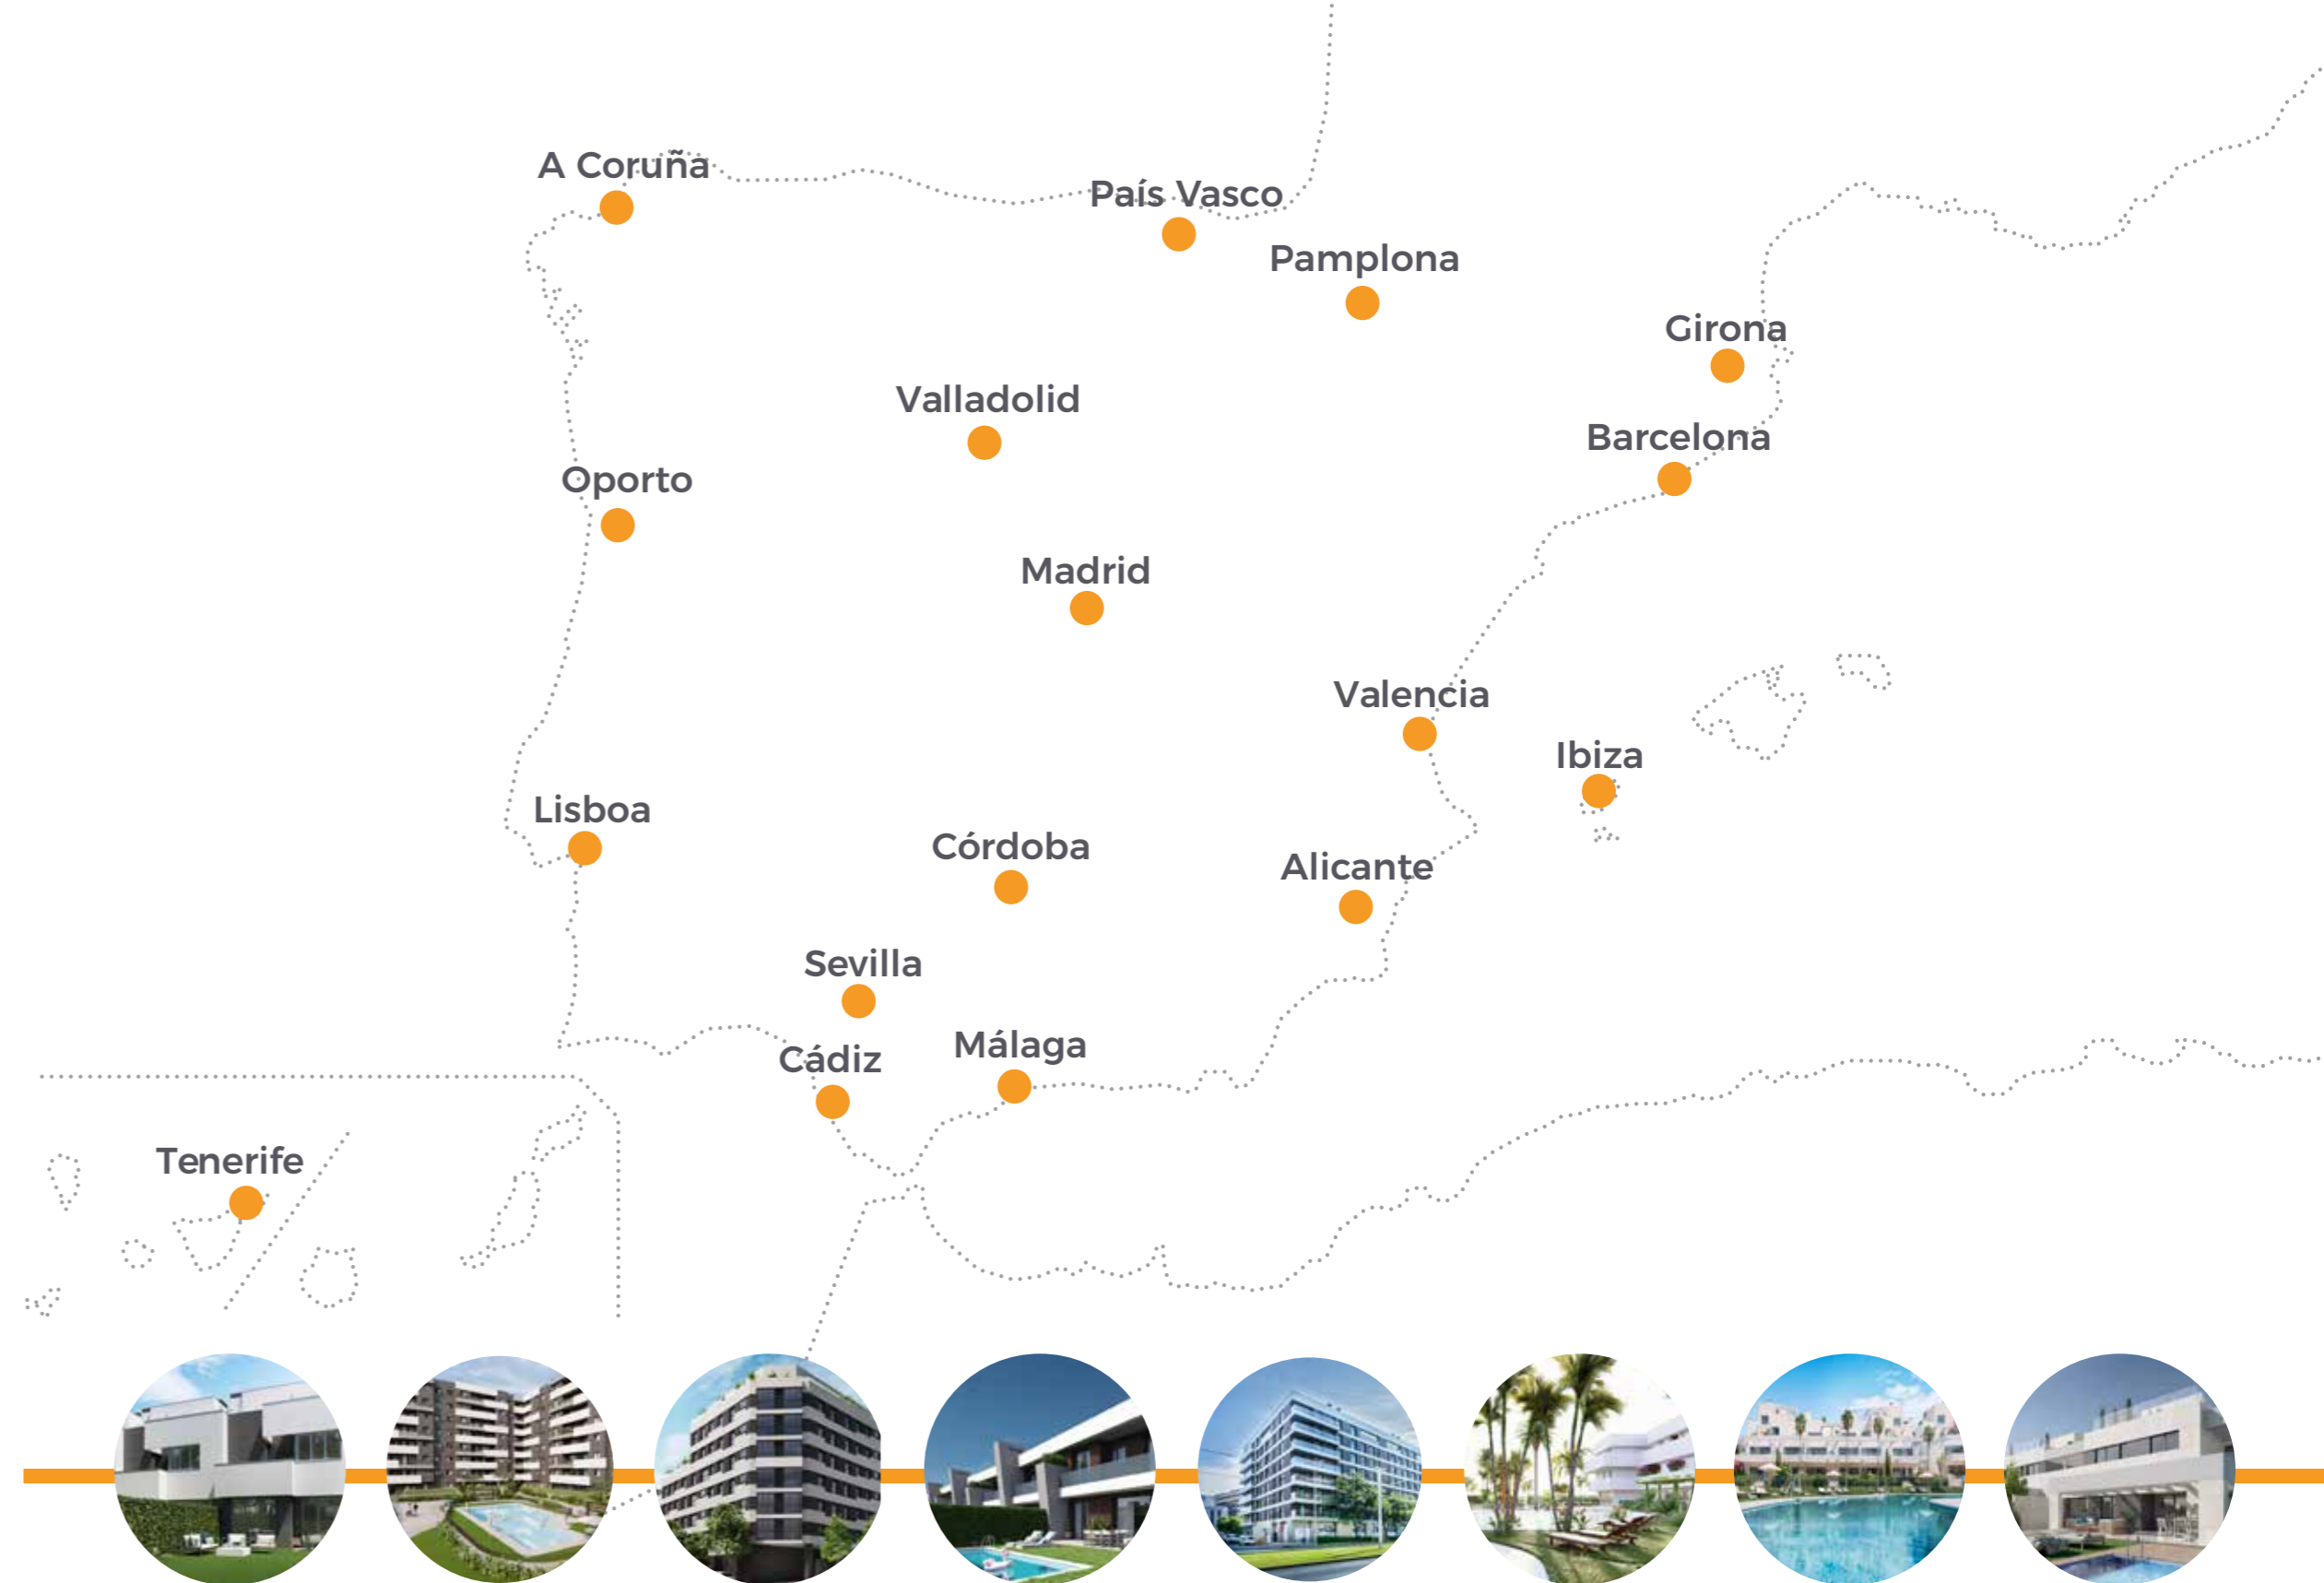 A Coruña
País Vasco
Pamplona
Girona
Valladolid
Barcelona
Oporto
Madrid
Valencia
Ibiza
Lisboa
Córdoba
Alicante
Sevilla
Málaga
Cádiz
Tenerife